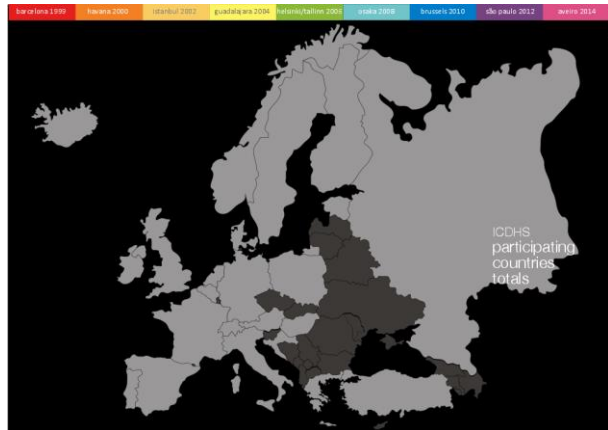 barcelona 1999
havana 2000
istanbul 2002
guadalajara 2004
helsinki/tallinn 2006
osaka 2008
brussels 2010
são paulo 2012
aveiro 2014
ICDHS
participating
countries
totals